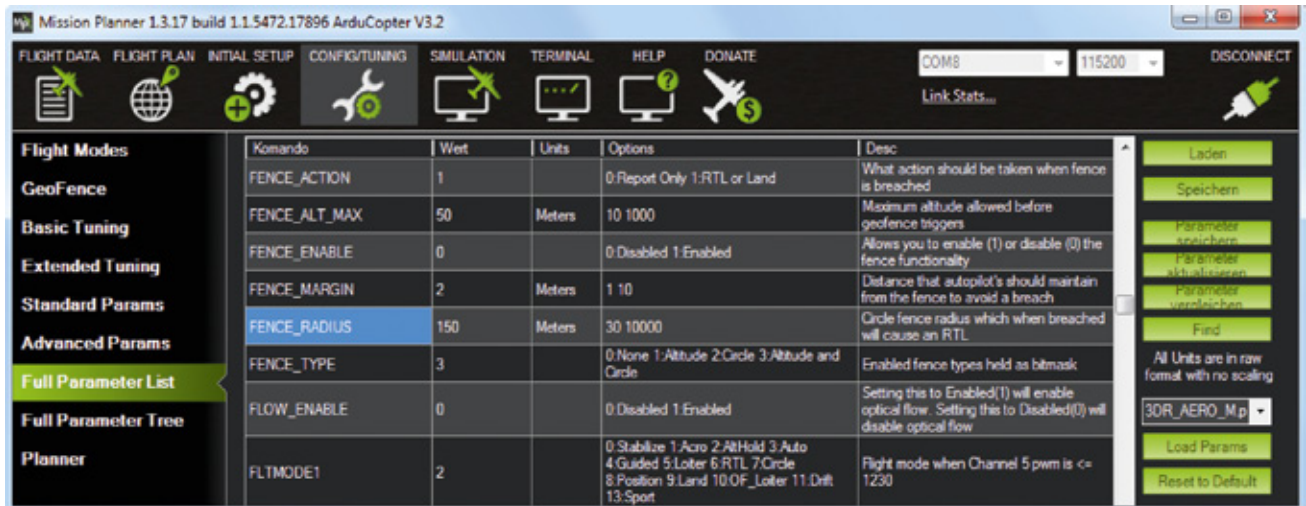 Mission Planner 1.3.17 build 1.1.5472.17896 ArduCopter V3.2
FLIGHT DATA FLIGHT PLAN INITIAL SETUP CONFIG/TUNING SIMULATION TERMINAL HELP DONATE
COM8 115200 DISCONNECT
Link Stats...
Flight Modes
GeoFence
Basic Tuning
Extended Tuning
Standard Params
Advanced Params
Full Parameter List
Full Parameter Tree
Planner
Komando Wert Units Options Desc
FENCE_ACTION 1 0:Report Only 1:RTL or Land What action should be taken when fence
is breached
FENCE_ALT_MAX 50 Meters 10 1000 Maximum altitude allowed before
geofence triggers
FENCE_ENABLE 0 0:Disabled 1:Enabled Allows you to enable (1) or disable (0) the
fence functionality
FENCE_MARGIN 2 Meters 1 10 Distance that autopilot's should maintain
from the fence to avoid a breach
FENCE_RADIUS 150 Meters 30 10000 Circle fence radius which when breached
will cause an RTL
FENCE_TYPE 3 0:None 1:Altitude 2:Circle 3:Altitude and
Circle Enabled fence types held as bitmask
FLOW_ENABLE 0 0:Disabled 1:Enabled Setting this to Enabled(1) will enable
optical flow. Setting this to Disabled(0) will
disable optical flow
FLTMODE1 2 0:Stabilize 1:Acro 2:AltHold 3:Auto
4:Guided 5:Loiter 6:RTL 7:Circle
8:Position 9:Land 10:OF_Loiter 11:Drift
13:Sport Flight mode when Channel 5 pwm is <=
1230
Laden
Speichern
Parameter
speichern
Parameter
aktualisieren
Parameter
vergleichen
Find
All Units are in raw
format with no scaling
3DR_AERO_M.p
Load Params
Reset to Default